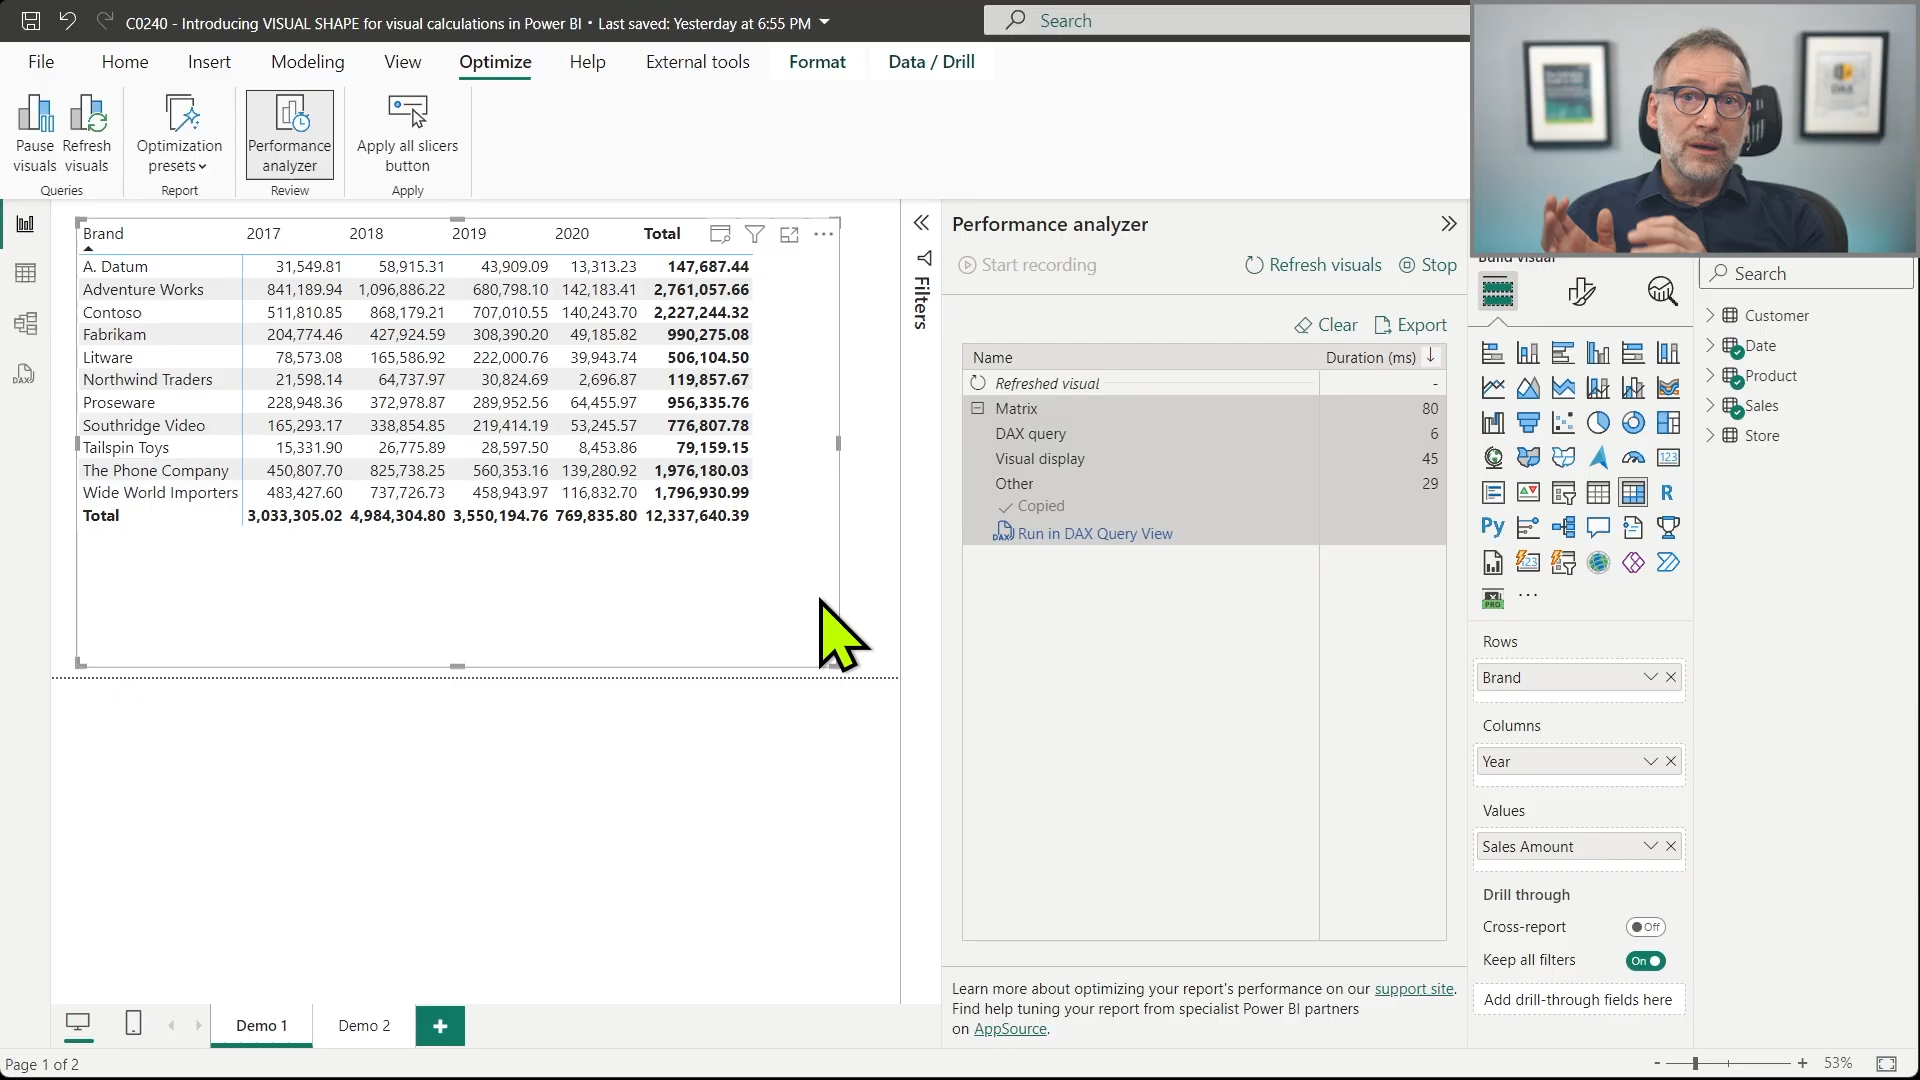 C0240 - Introducing VISUAL SHAPE for visual calculations in Power BI • Last saved: Yesterday at 6:55 PM
Search
File Home Insert Modeling View Optimize Help External tools Format Data / Drill
Pause visuals
Refresh visuals
Queries
Optimization presets
Report
Performance analyzer
Review
Apply all slicers button
Apply
Brand 2017 2018 2019 2020 Total
A. Datum 31,549.81 58,915.31 43,909.09 13,313.23 147,687.44
Adventure Works 841,189.94 1,096,886.22 680,798.10 142,183.41 2,761,057.66
Contoso 511,810.85 868,179.21 707,010.55 140,243.70 2,227,244.32
Fabrikam 204,774.46 427,924.59 308,390.20 49,185.82 990,275.08
Litware 78,573.08 165,586.92 222,000.76 39,943.74 506,104.50
Northwind Traders 21,598.14 64,737.97 30,824.69 2,696.87 119,857.67
Proseware 228,948.36 372,978.87 289,952.56 64,455.97 956,335.76
Southridge Video 165,293.17 338,854.85 219,414.19 53,245.57 776,807.78
Tailspin Toys 15,331.90 26,775.89 28,597.50 8,453.86 79,159.15
The Phone Company 450,807.70 825,738.25 560,353.16 139,280.92 1,976,180.03
Wide World Importers 483,427.60 737,726.73 458,943.97 116,832.70 1,796,930.99
Total 3,033,305.02 4,984,304.80 3,550,194.76 769,835.80 12,337,640.39
Filters
Performance analyzer
Start recording Refresh visuals Stop
Clear Export
Name Duration (ms)
Refreshed visual -
Matrix 80
DAX query 6
Visual display 45
Other 29
Copied
DAX Run in DAX Query View
Learn more about optimizing your report's performance on our support site.
Find help tuning your report from specialist Power BI partners
on AppSource.
DAX
Build visual
123
R
Py
123
PRO
...
Rows
Brand
Columns
Year
Values
Sales Amount
Drill through
Cross-report Off
Keep all filters On
Add drill-through fields here
Search
Customer
Date
Product
Sales
Store
DAX
Demo 1 Demo 2 +
Page 1 of 2
- + 53%